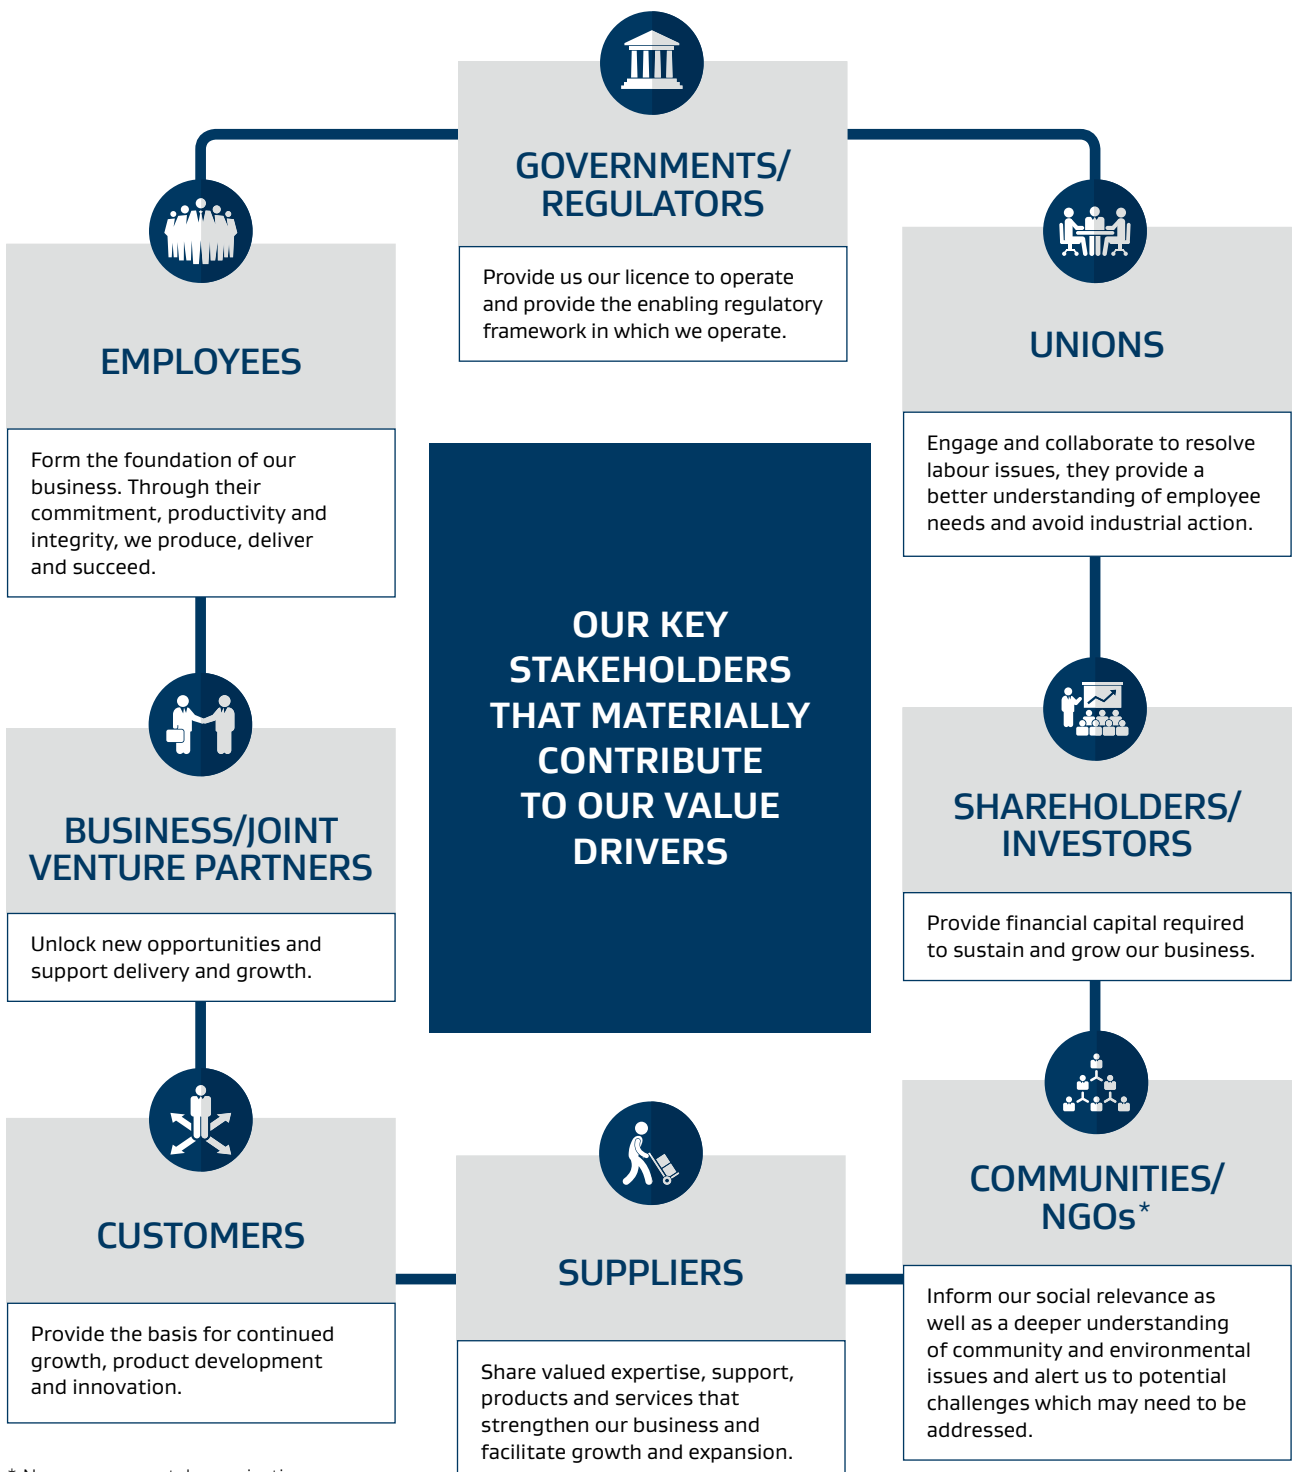 GOVERNMENTS/
REGULATORS
Provide us our licence to operate
and provide the enabling regulatory
framework in which we operate.
EMPLOYEES
Form the foundation of our
business. Through their
commitment, productivity and
integrity, we produce, deliver
and succeed.
UNIONS
Engage and collaborate to resolve
labour issues, they provide a
better understanding of employee
needs and avoid industrial action.
OUR KEY
STAKEHOLDERS
THAT MATERIALLY
CONTRIBUTE
TO OUR VALUE
DRIVERS
BUSINESS/JOINT
VENTURE PARTNERS
Unlock new opportunities and
support delivery and growth.
SHAREHOLDERS/
INVESTORS
Provide financial capital required
to sustain and grow our business.
CUSTOMERS
Provide the basis for continued
growth, product development
and innovation.
SUPPLIERS
Share valued expertise, support,
products and services that
strengthen our business and
facilitate growth and expansion.
COMMUNITIES/
NGOs*
Inform our social relevance as
well as a deeper understanding
of community and environmental
issues and alert us to potential
challenges which may need to be
addressed.